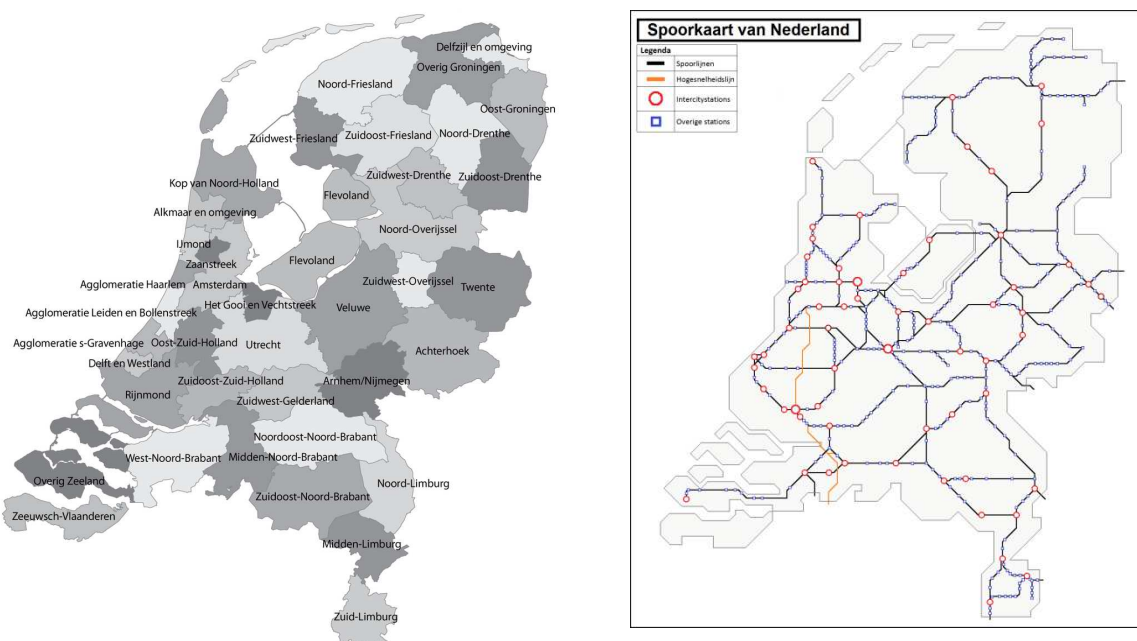 Delfzijl en omgeving
Overig Groningen
Noord-Friesland
Oost-Groningen
Zuidwest-Friesland
Zuidoost-Friesland
Noord-Drenthe
Zuidwest-Drenthe
Zuidoost-Drenthe
Kop van Noord-Holland
Flevoland
Alkmaar en omgeving
Noord-Overijssel
IJmond
Zaanstreek
Flevoland
Zuidwest-Overijssel
Twente
Agglomeratie Haarlem
Amsterdam
Het Gooi en Vechtstreek
Veluwe
Agglomeratie Leiden en Bollenstreek
Agglomeratie s-Gravenhage
Oost-Zuid-Holland
Utrecht
Achterhoek
Delft en Westland
Zuidoost-Zuid-Holland
Arnhem/Nijmegen
Rijnmond
Zuidwest-Gelderland
Noordoost-Noord-Brabant
West-Noord-Brabant
Midden-Noord-Brabant
Overig Zeeland
Noord-Limburg
Zuidoost-Noord-Brabant
Zeeuwsch-Vlaanderen
Midden-Limburg
Zuid-Limburg
Spoorkaart van Nederland
Legenda
Spoorlijnen
Hogesnelheidslijn
Intercitystations
Overige stations